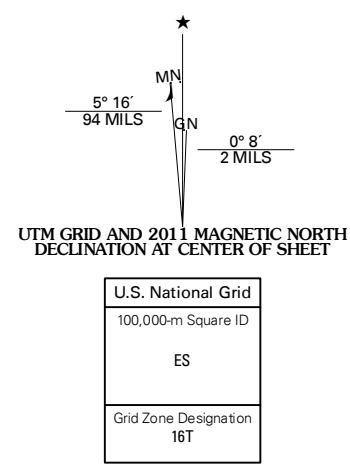 ★
MN
5° 16´
94 MILS
GN
0° 8´
2 MILS
UTM GRID AND 2011 MAGNETIC NORTH
DECLINATION AT CENTER OF SHEET
U.S. National Grid
100,000-m Square ID
ES
Grid Zone Designation
16T